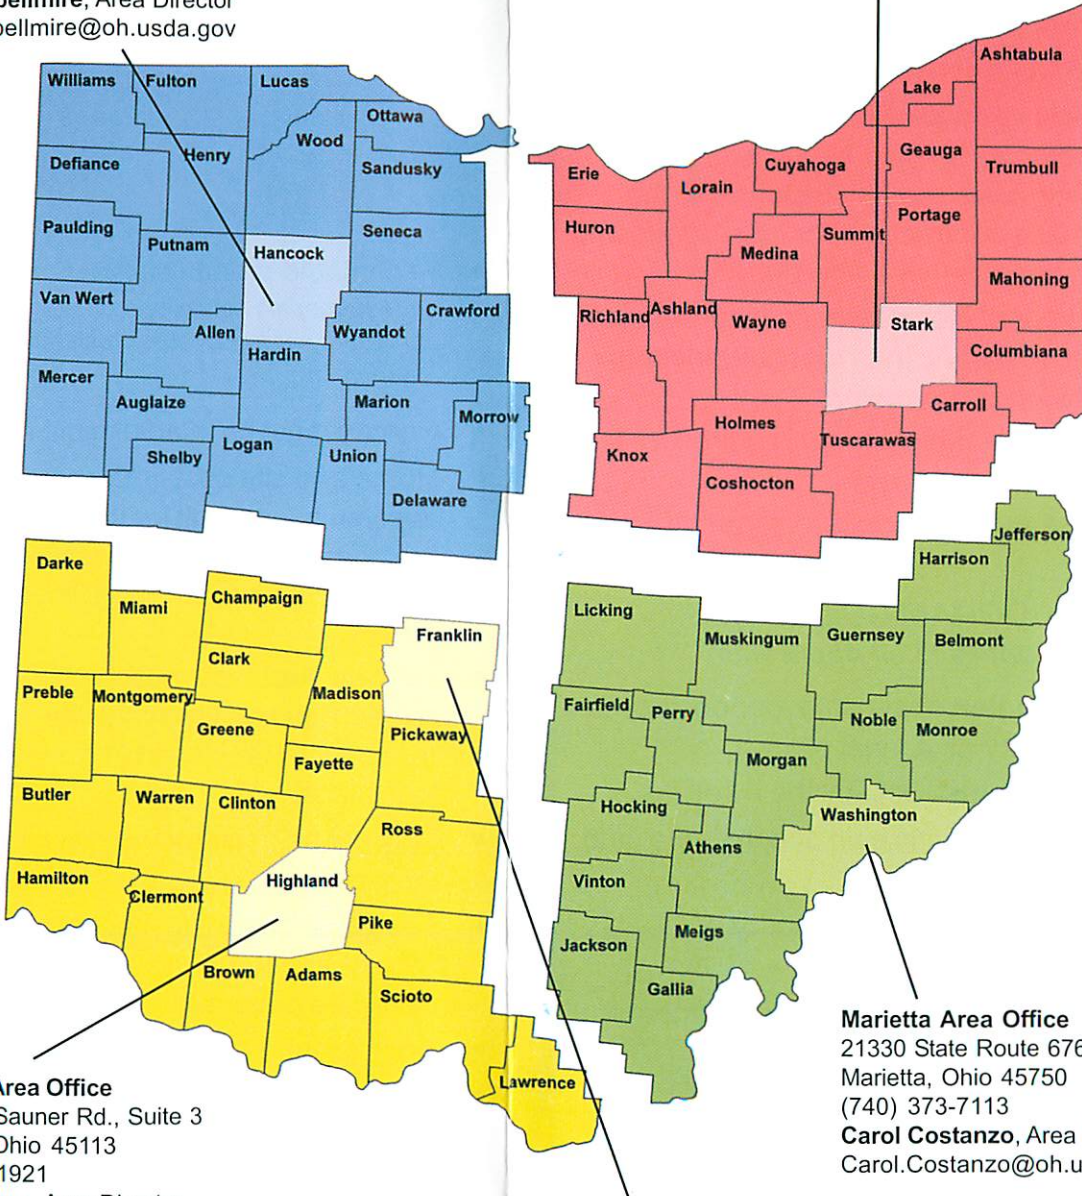 Area Director
bellmire@oh.usda.gov
Williams
Fulton
Lucas
Ottawa
Wood
Henry
Defiance
Sandusky
Paulding
Putnam
Hancock
Seneca
Van Wert
Allen
Wyandot
Crawford
Hardin
Mercer
Auglaize
Marion
Morrow
Shelby
Logan
Union
Delaware
Ashtabula
Lake
Geauga
Cuyahoga
Trumbull
Erie
Lorain
Huron
Portage
Summit
Medina
Mahoning
Richland
Ashland
Wayne
Stark
Columbiana
Carroll
Holmes
Tuscarawas
Knox
Coshocton
Darke
Miami
Champaign
Franklin
Clark
Preble
Montgomery
Madison
Greene
Pickaway
Fayette
Butler
Warren
Clinton
Ross
Hamilton
Clermont
Highland
Pike
Brown
Adams
Scioto
Lawrence
Jefferson
Harrison
Licking
Muskingum
Guernsey
Belmont
Fairfield
Perry
Noble
Monroe
Morgan
Hocking
Washington
Athens
Vinton
Jackson
Meigs
Gallia
Area Office
Sauner Rd., Suite 3
Ohio 45113
1921
Marietta Area Office
21330 State Route 676
Marietta, Ohio 45750
(740) 373-7113
Carol Costanzo, Area
Carol.Costanzo@oh.u